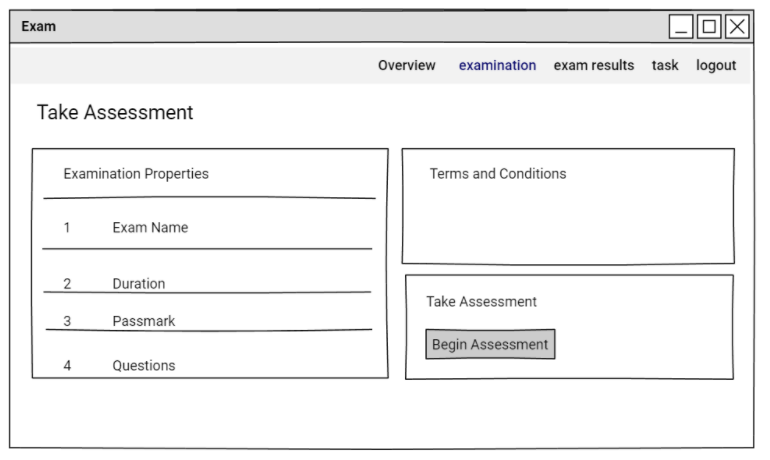 Exam
Overview examination exam results task logout
Take Assessment
Examination Properties
1 Exam Name
2 Duration
3 Passmark
4 Questions
Terms and Conditions
Take Assessment
Begin Assessment